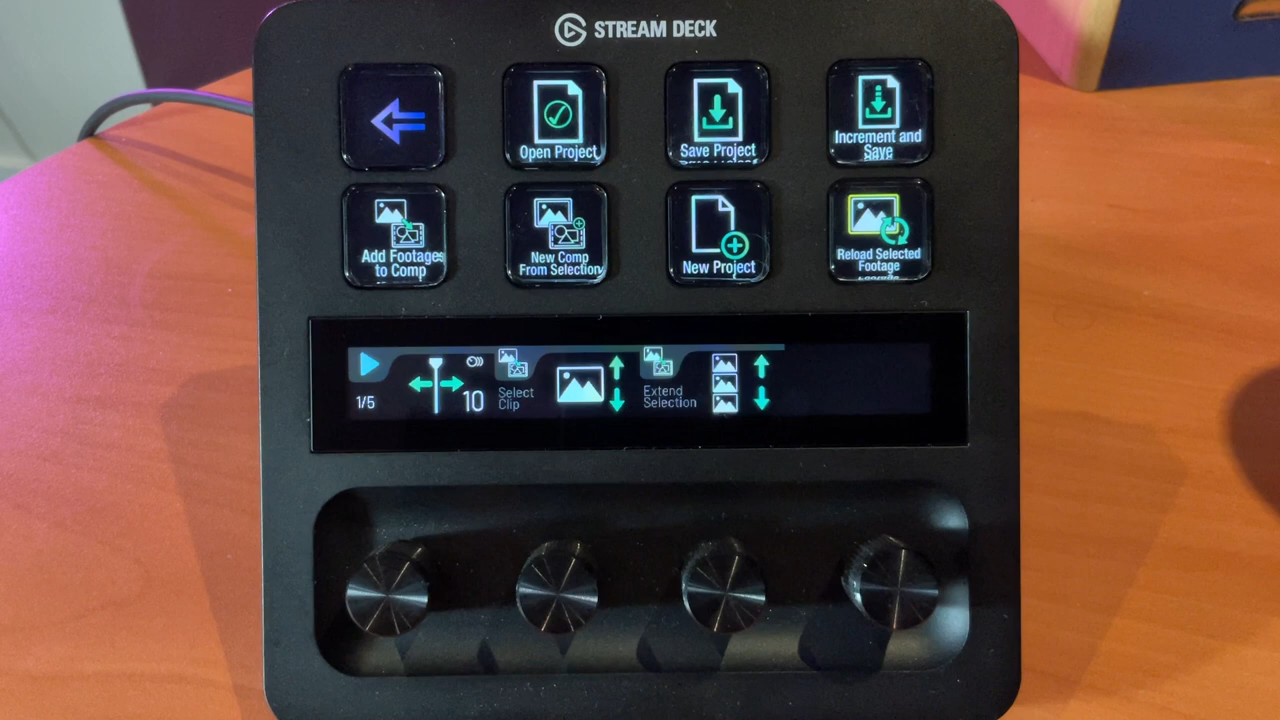 STREAM DECK
Open Project
Save Project
Increment and
Save
Add Footage
to Comp
New Comp
From Selection
New Project
Reload Selected
Footage
1/5
10
Select
Clip
Extend
Selection